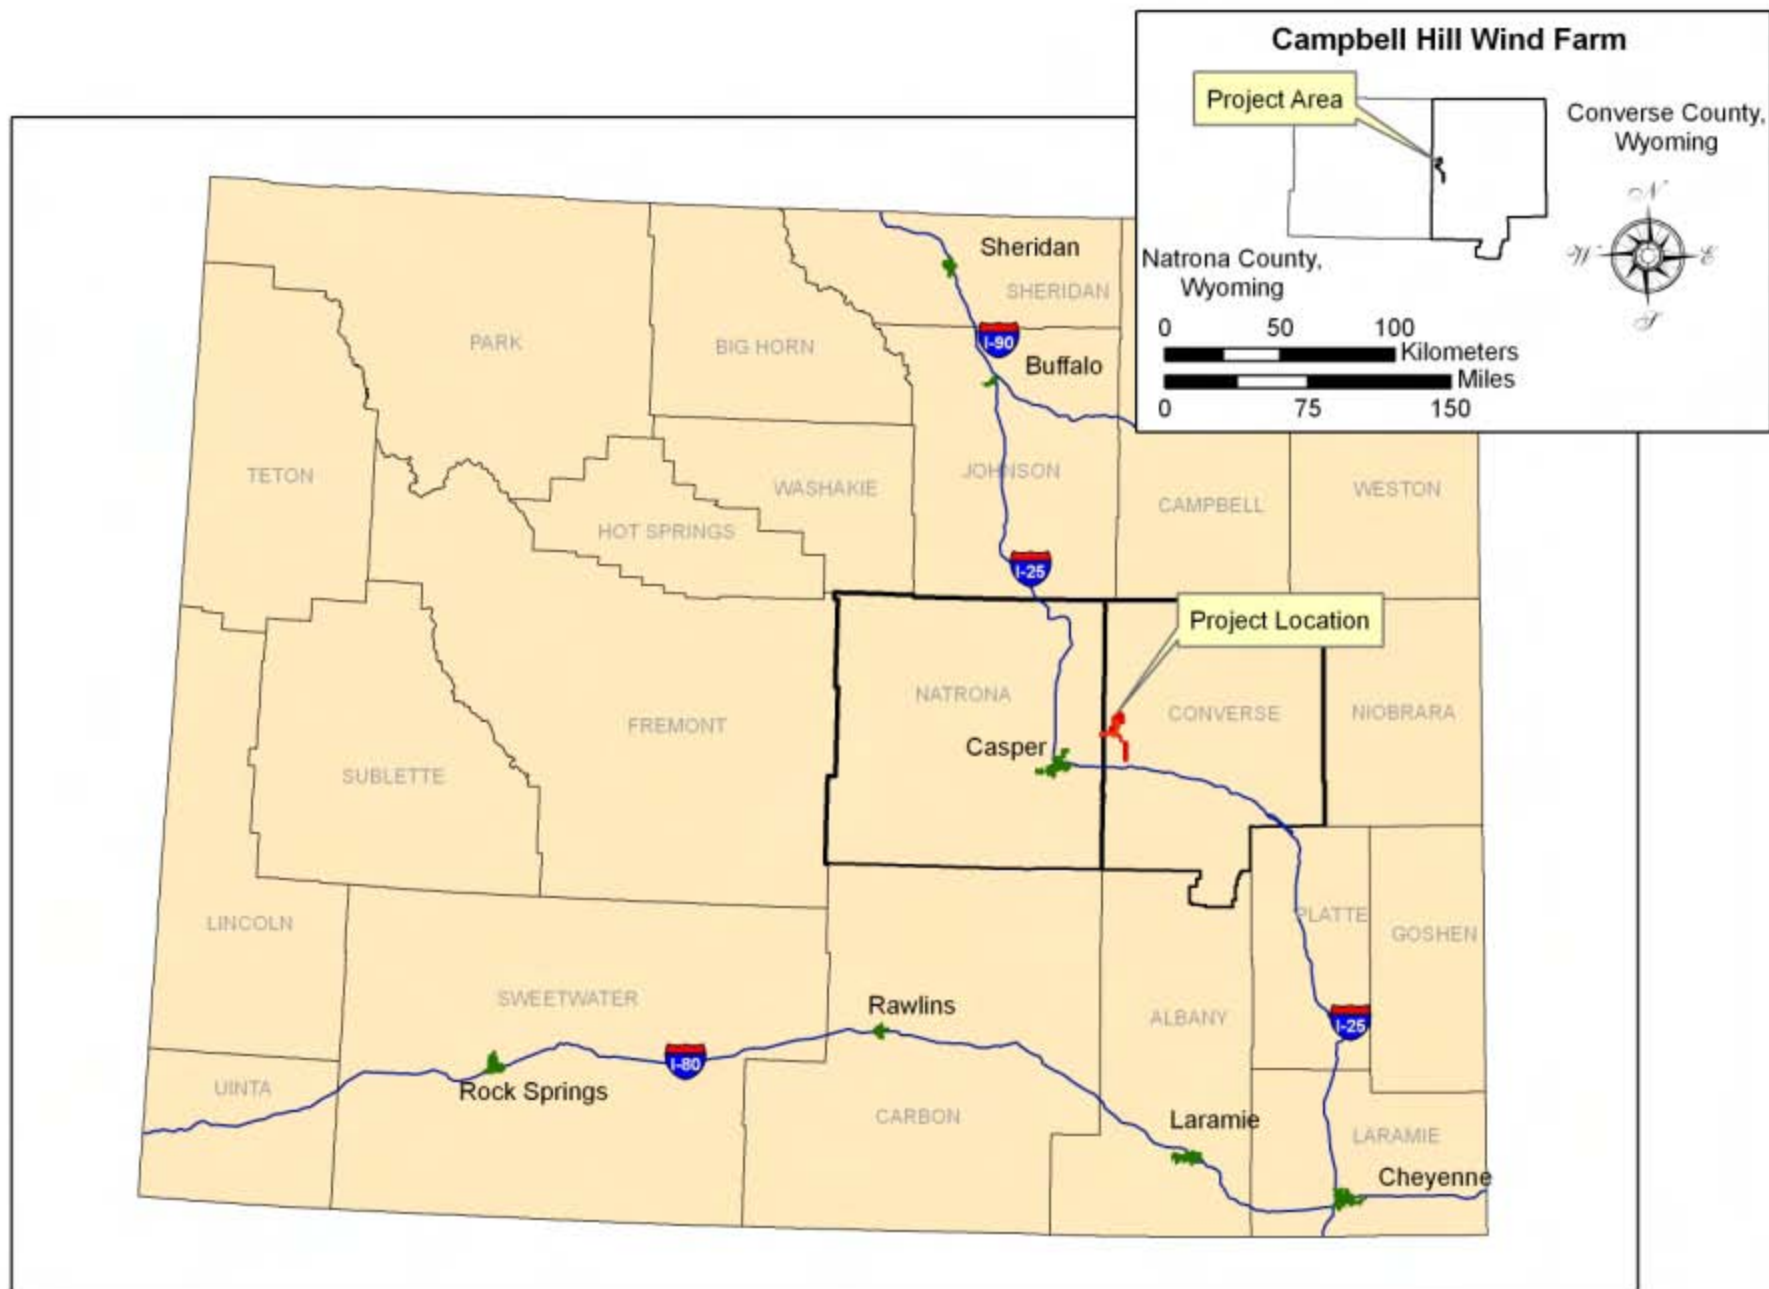 Campbell Hill Wind Farm
Project Area
Converse County,
Wyoming
N
W
E
S
Natrona County,
Wyoming
0 50 100
Kilometers
Miles
0 75 150
Sheridan
SHERIDAN
PARK
BIG HORN
I-90
Buffalo
TETON
WASHAKIE
JOHNSON
CAMPBELL
WESTON
HOT SPRINGS
I-25
Project Location
NATRONA
CONVERSE
NIOBRARA
FREMONT
Casper
SUBLETTE
LINCOLN
PLATTE
GOSHEN
SWEETWATER
Rawlins
ALBANY
I-25
I-80
UINTA
Rock Springs
CARBON
Laramie
LARAMIE
Cheyenne